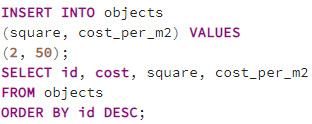 INSERT INTO objects
(square, cost_per_m2) VALUES
(2, 50);
SELECT id, cost, square, cost_per_m2
FROM objects
ORDER BY id DESC;